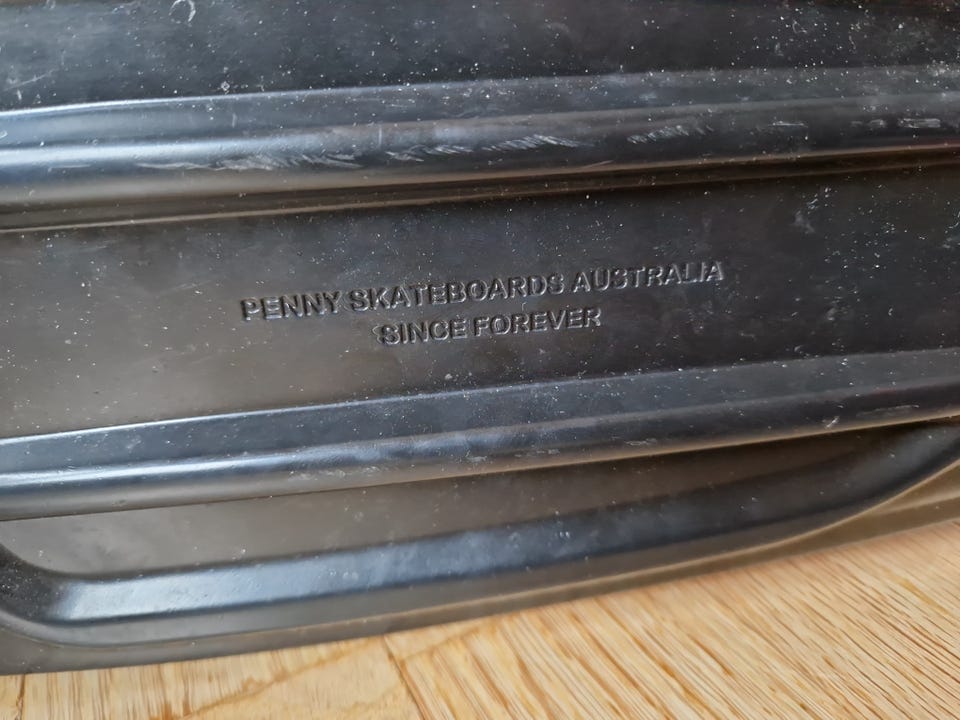 PENNY SKATEBOARDS AUSTRALIA
SINCE FOREVER